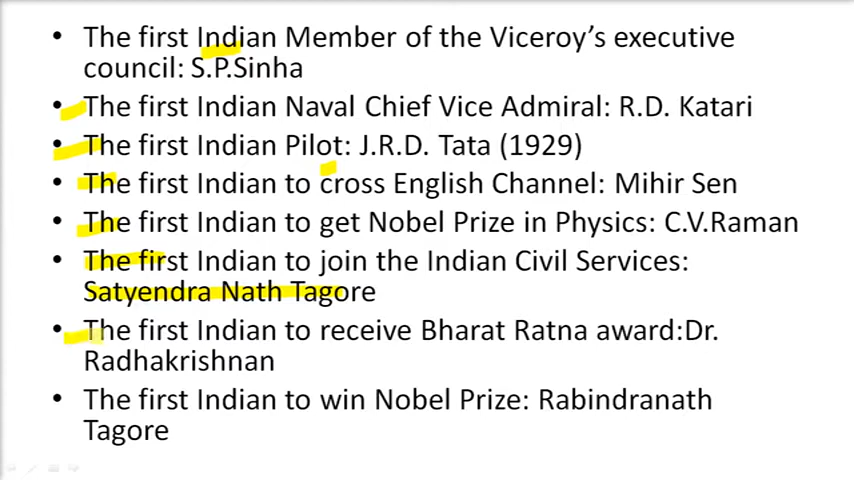 • The first Indian Member of the Viceroy’s executive
council: S.P.Sinha
• The first Indian Naval Chief Vice Admiral: R.D. Katari
• The first Indian Pilot: J.R.D. Tata (1929)
• The first Indian to cross English Channel: Mihir Sen
• The first Indian to get Nobel Prize in Physics: C.V.Raman
• The first Indian to join the Indian Civil Services:
Satyendra Nath Tagore
• The first Indian to receive Bharat Ratna award:Dr.
Radhakrishnan
• The first Indian to win Nobel Prize: Rabindranath
Tagore